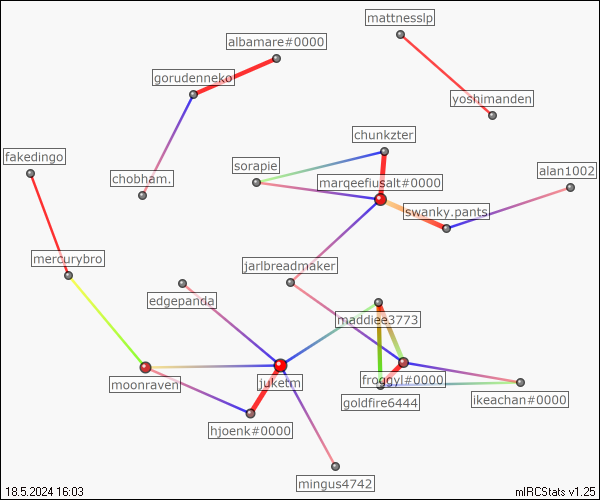 mattnesslp
albamare#0000
gorudenneko
yoshimanden
chunkzter
fakedingo
sorapie
alan1002
chobham.
marqeefiusalt#0000
swanky.pants
mercurybro
jarlbreadmaker
edgepanda
maddiee3773
moonraven
juketm
froggyl#0000
goldfire6444
ikeachan#0000
hjoenk#0000
mingus4742
18.5.2024 16:03
mIRCStats v1.25